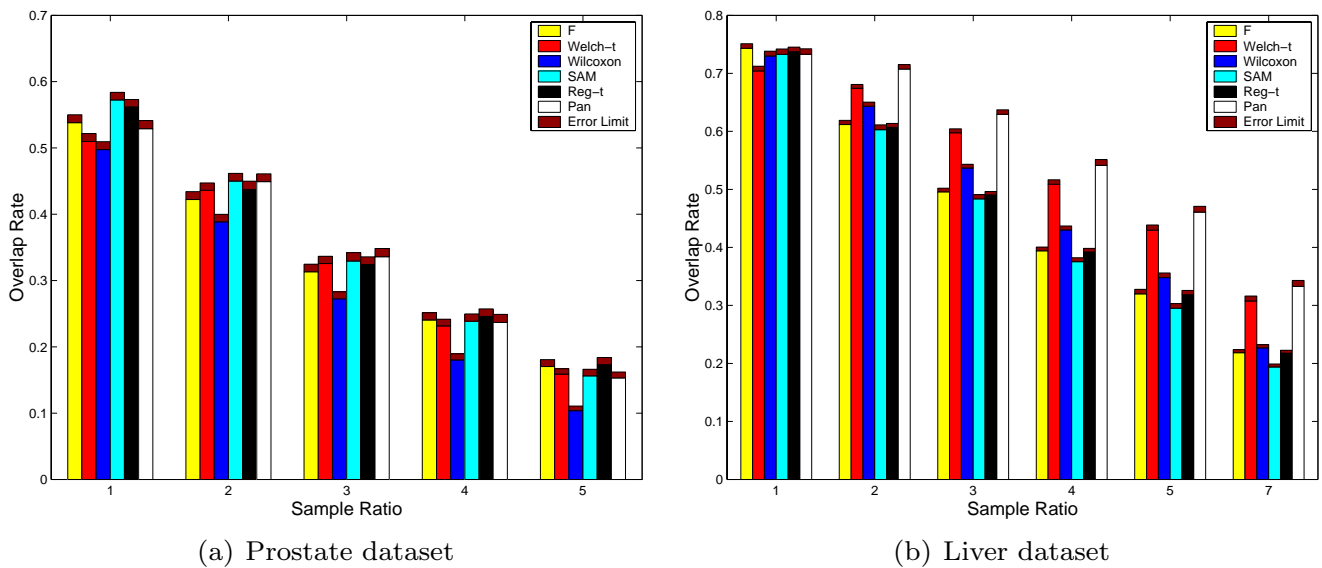 0.7
0.6
0.5
0.4
0.3
0.2
0.1
0
Overlap Rate
1 2 3 4 5
Sample Ratio
F
Welch-t
Wilcoxon
SAM
Reg-t
Pan
Error Limit
(a) Prostate dataset
0.8
0.7
0.6
0.5
0.4
0.3
0.2
0.1
0
Overlap Rate
1 2 3 4 5 7
Sample Ratio
F
Welch-t
Wilcoxon
SAM
Reg-t
Pan
Error Limit
(b) Liver dataset